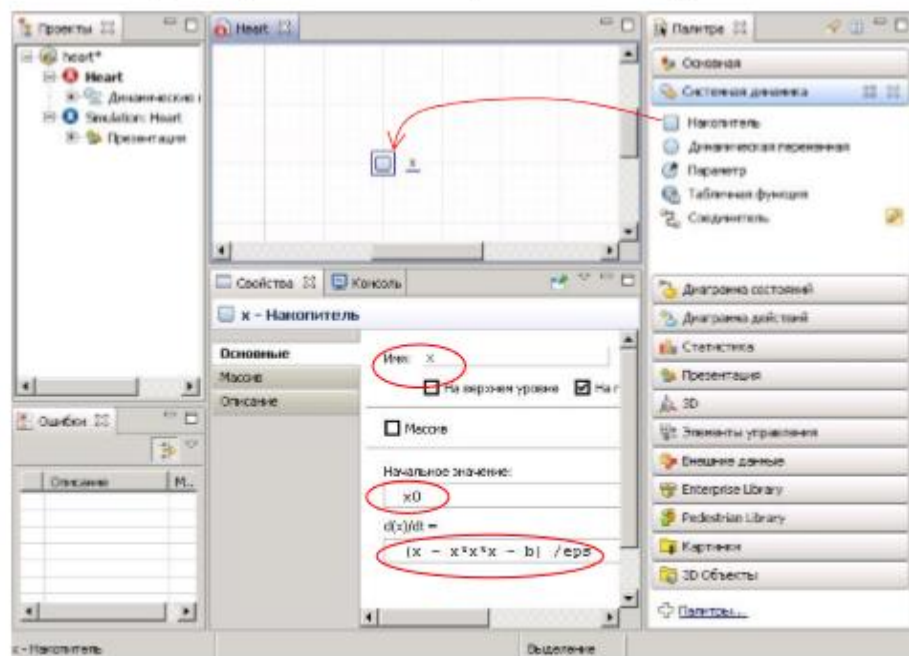 Проекты
heart*
Heart
Динамические
Simulation: Heart
Презентация
Ошибки
Описание М..
Heart
x
Свойства Консоль
x - Накопитель
Основные
Массив
Описание
Имя: x
На верхнем уровне На
Массив
Начальное значение:
x0
d(x)/dt =
(x - x*x*x - b) /eps
Палитра
Основная
Системная динамика
Накопитель
Динамическая переменная
Параметр
Табличная функция
Соединитель
Диаграмма состояний
Диаграмма действий
Статистика
Презентация
3D
Элементы управления
Внешние данные
Enterprise Library
Pedestrian Library
Картинки
3D Объекты
Палитры...
x - Накопитель Выделение